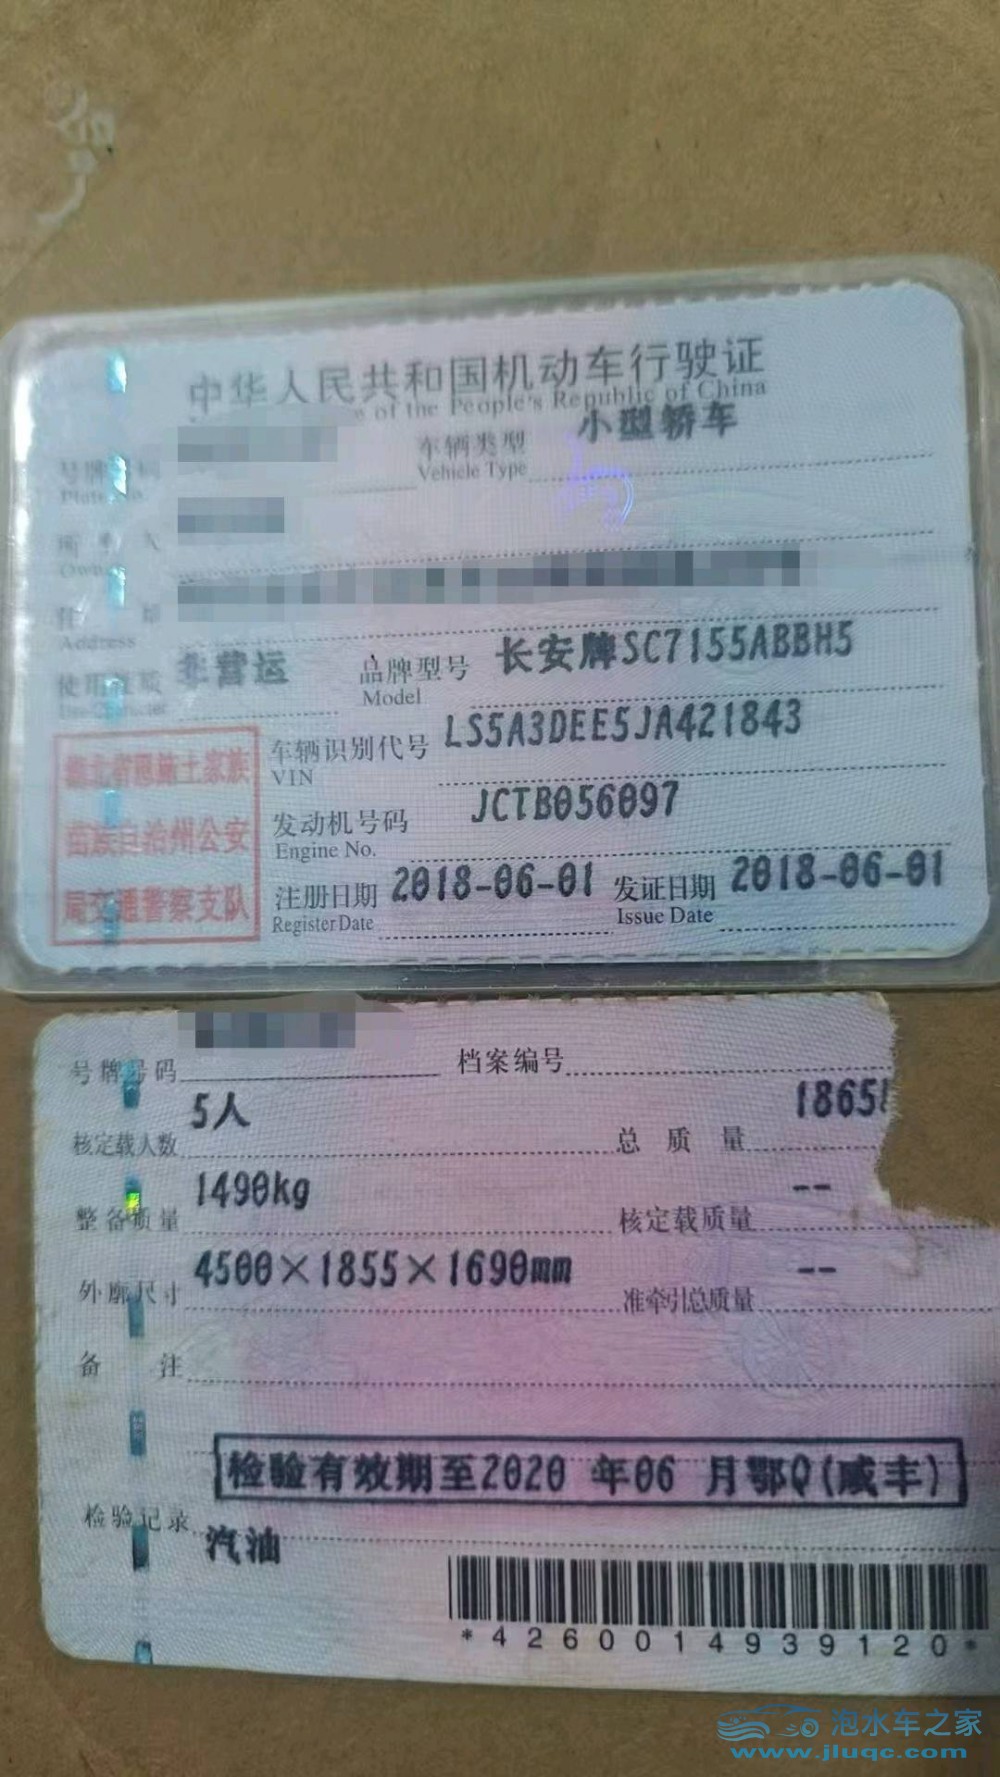 中华人民共和国机动车行驶证
of the People's Republic of China
号牌号码 车辆类型 小型轿车
Plate No. Vehicle Type
所有人
Owner
住 址
Address
使用性质 非营运 品牌型号 长安牌SC7155ABBH5
Use Character Model
湖北省恩施土家族
苗族自治州公安
局交通警察支队
车辆识别代号 LS5A3DEE5JA421843
VIN
发动机号码 JCTB056097
Engine No.
注册日期 2018-06-01 发证日期 2018-06-01
Register Date Issue Date
号牌号码 档案编号
核定载人数 5人 总 质 量 1865
整备质量 1490kg 核定载质量 --
外廓尺寸 4500×1855×1690mm 准牵引总质量 --
备 注
检验记录 检验有效期至2020 年06 月鄂Q(咸丰)
汽油
*4260014939120*
泡水车之家
www.jluqc.com